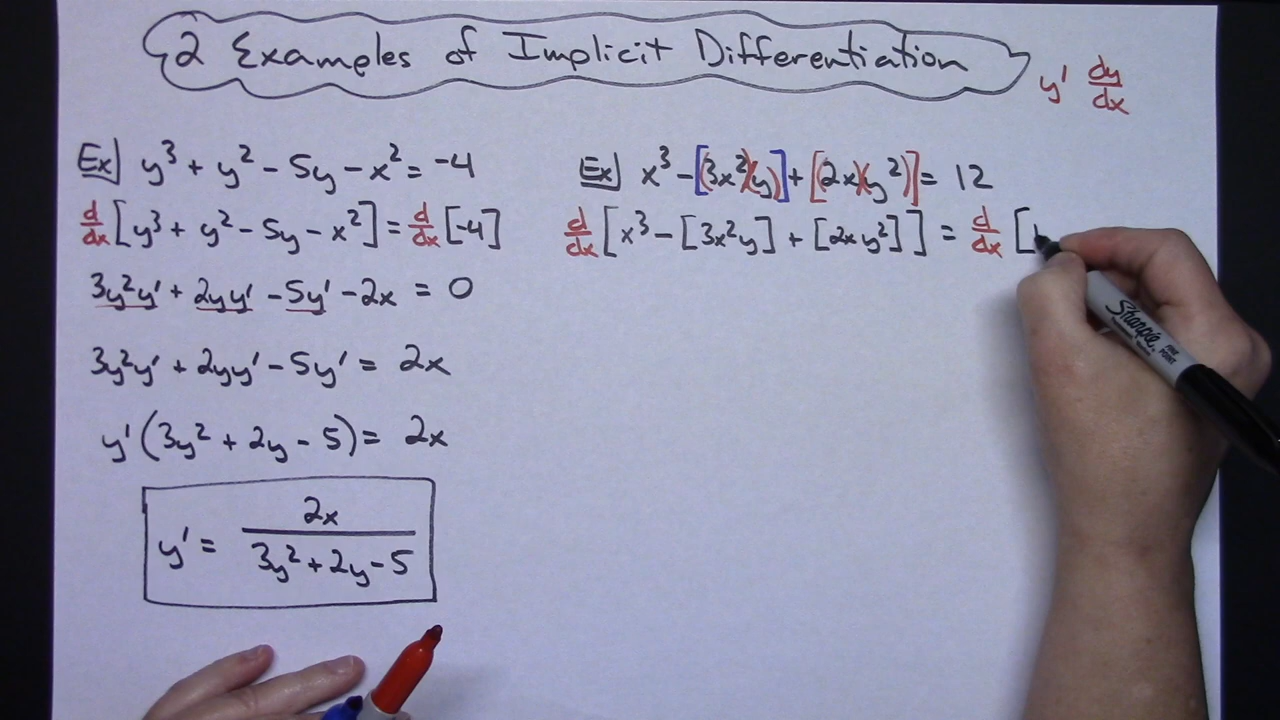 2 Examples of Implicit Differentiation
y' dy/dx
Ex] y³ + y² - 5y - x² = -4
d/dx [y³ + y² - 5y - x²] = d/dx [-4]
3y²y' + 2yy' - 5y' - 2x = 0
3y²y' + 2yy' - 5y' = 2x
y'(3y² + 2y - 5) = 2x
y' = 2x / 3y² + 2y - 5
Ex] x³ - [(3x²)(y)] + [(2x)(y²)] = 12
d/dx [x³ - [3x²y] + [2xy²]] = d/dx [
Sharpie
FINE POINT